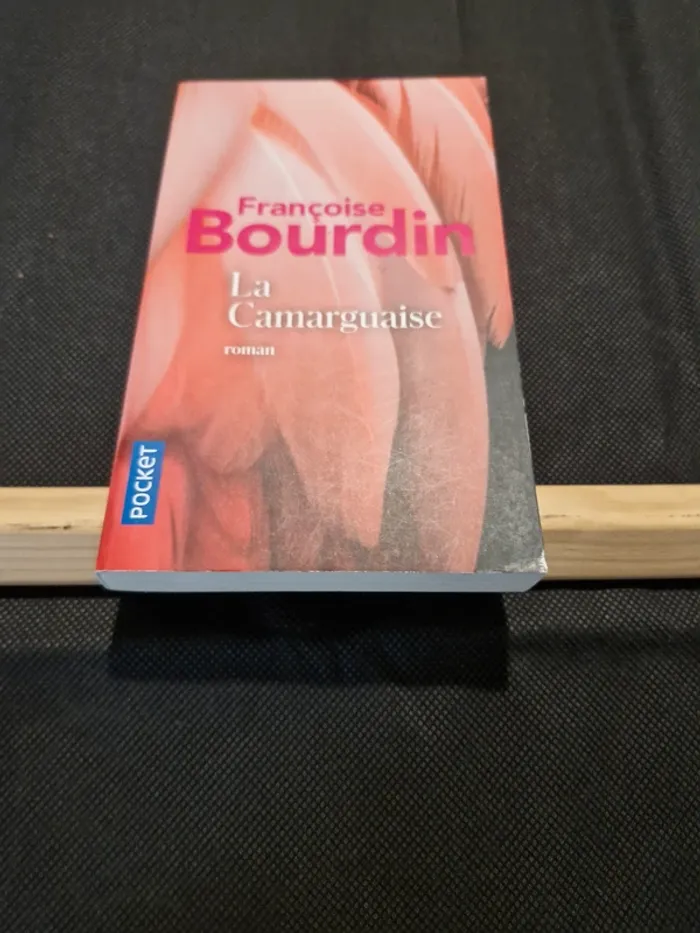 Françoise
Bourdin
La
Camarguaise
roman
POCKET